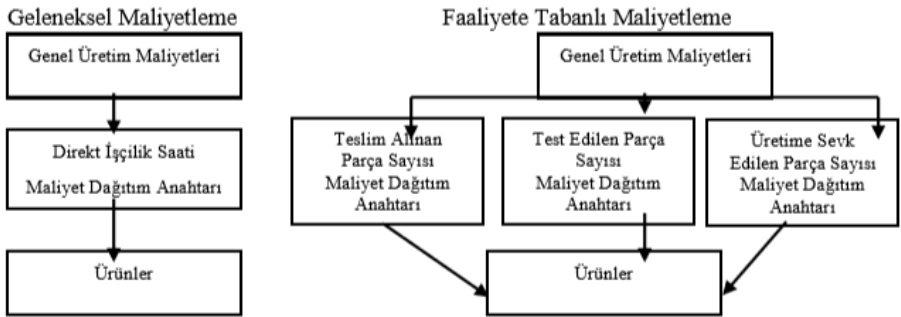 Geleneksel Maliyetleme
Genel Üretim Maliyetleri
Direkt İşçilik Saati
Maliyet Dağıtım Anahtarı
Ürünler
Faaliyete Tabanlı Maliyetleme
Genel Üretim Maliyetleri
Teslim Alınan
Parça Sayısı
Maliyet Dağıtım
Anahtarı
Test Edilen Parça
Sayısı
Maliyet Dağıtım
Anahtarı
Üretime Sevk
Edilen Parça Sayısı
Maliyet Dağıtım
Anahtarı
Ürünler